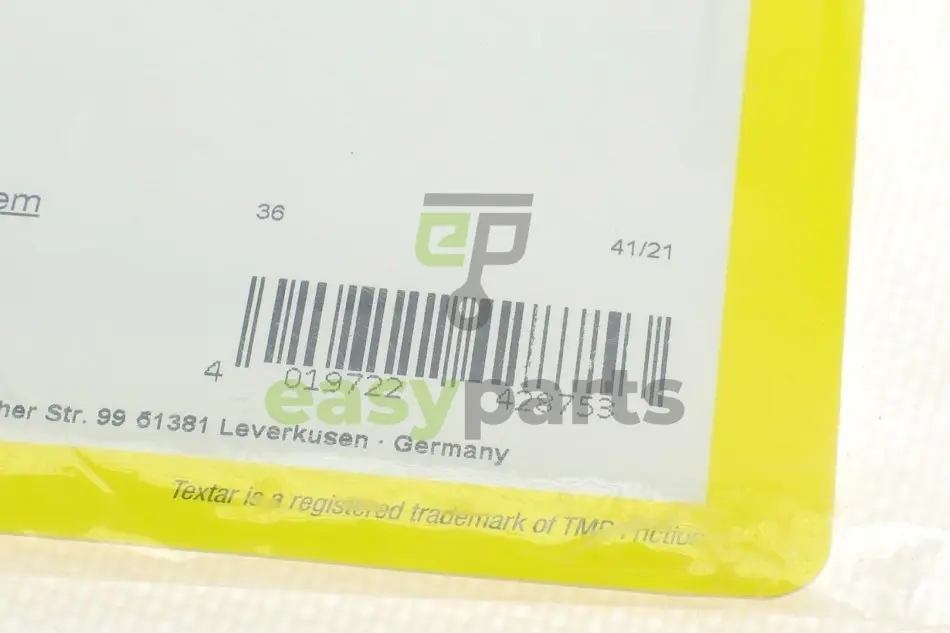 em
36
41/21
4 019722 428753
easyparts
her Str. 99 51381 Leverkusen · Germany
Textar is a registered trademark of TMD Friction